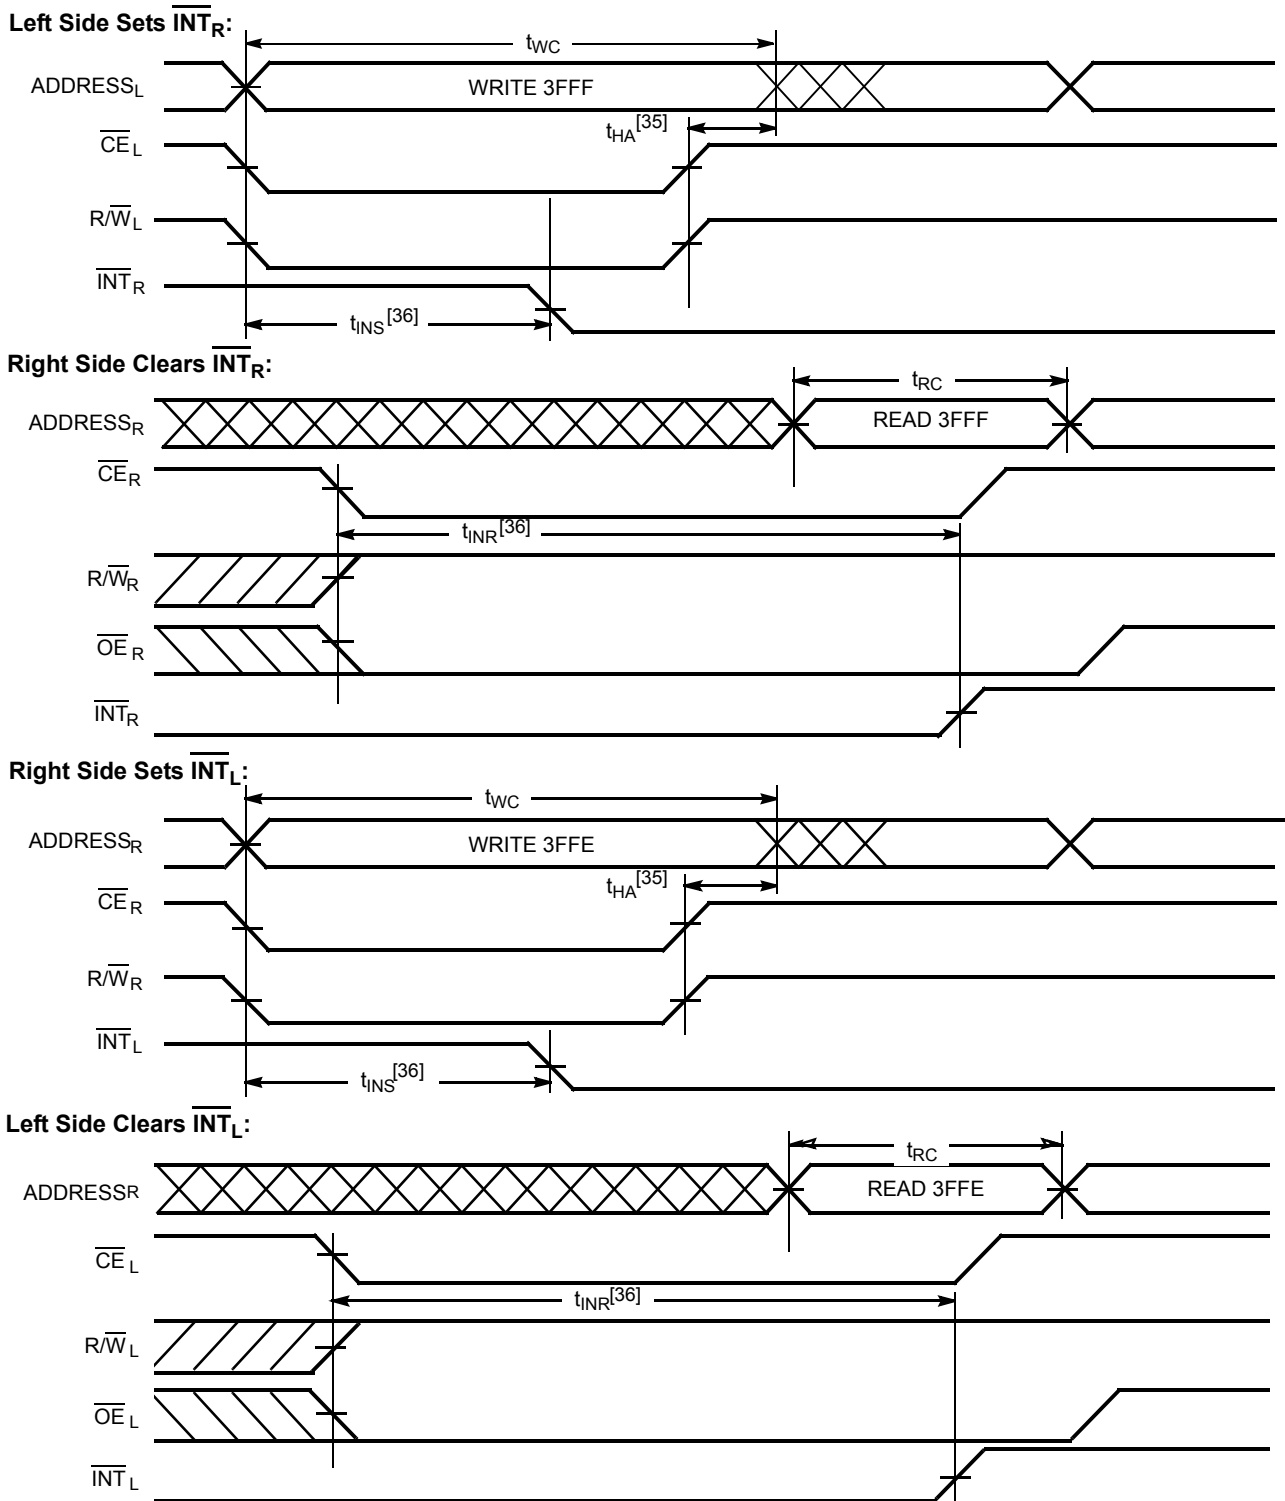 Left Side Sets INT̅R:
tWC
ADDRESSL
WRITE 3FFF
tHA[35]
CEL
R/WL
INTR
tINS[36]
Right Side Clears INTR:
tRC
ADDRESSR
READ 3FFF
CER
tINR[36]
R/WR
OER
INTR
Right Side Sets INTL:
tWC
ADDRESSR
WRITE 3FFE
tHA[35]
CER
R/WR
INTL
tINS[36]
Left Side Clears INTL:
tRC
ADDRESSR
READ 3FFE
CEL
tINR[36]
R/WL
OEL
INTL